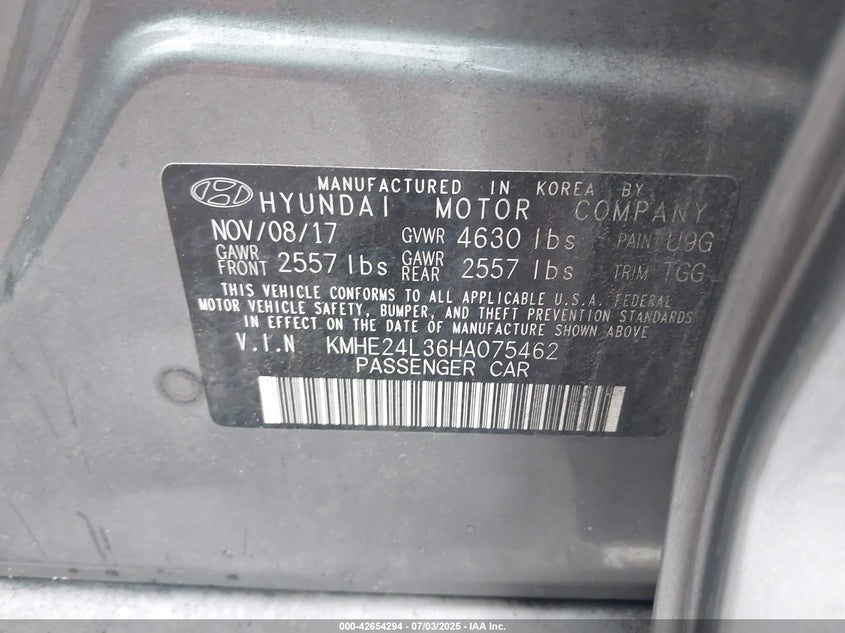 MANUFACTURED IN KOREA BY
HYUNDAI MOTOR COMPANY
NOV/08/17 GVWR 4630 lbs PAINT U9G
GAWR FRONT 2557 lbs GAWR REAR 2557 lbs TRIM TGG
THIS VEHICLE CONFORMS TO ALL APPLICABLE U.S.A. FEDERAL
MOTOR VEHICLE SAFETY, BUMPER, AND THEFT PREVENTION STANDARDS
IN EFFECT ON THE DATE OF MANUFACTURE SHOWN ABOVE
V.I.N KMHE24L36HA075462
PASSENGER CAR
000-42654294 - 07/03/2025 - IAA Inc.